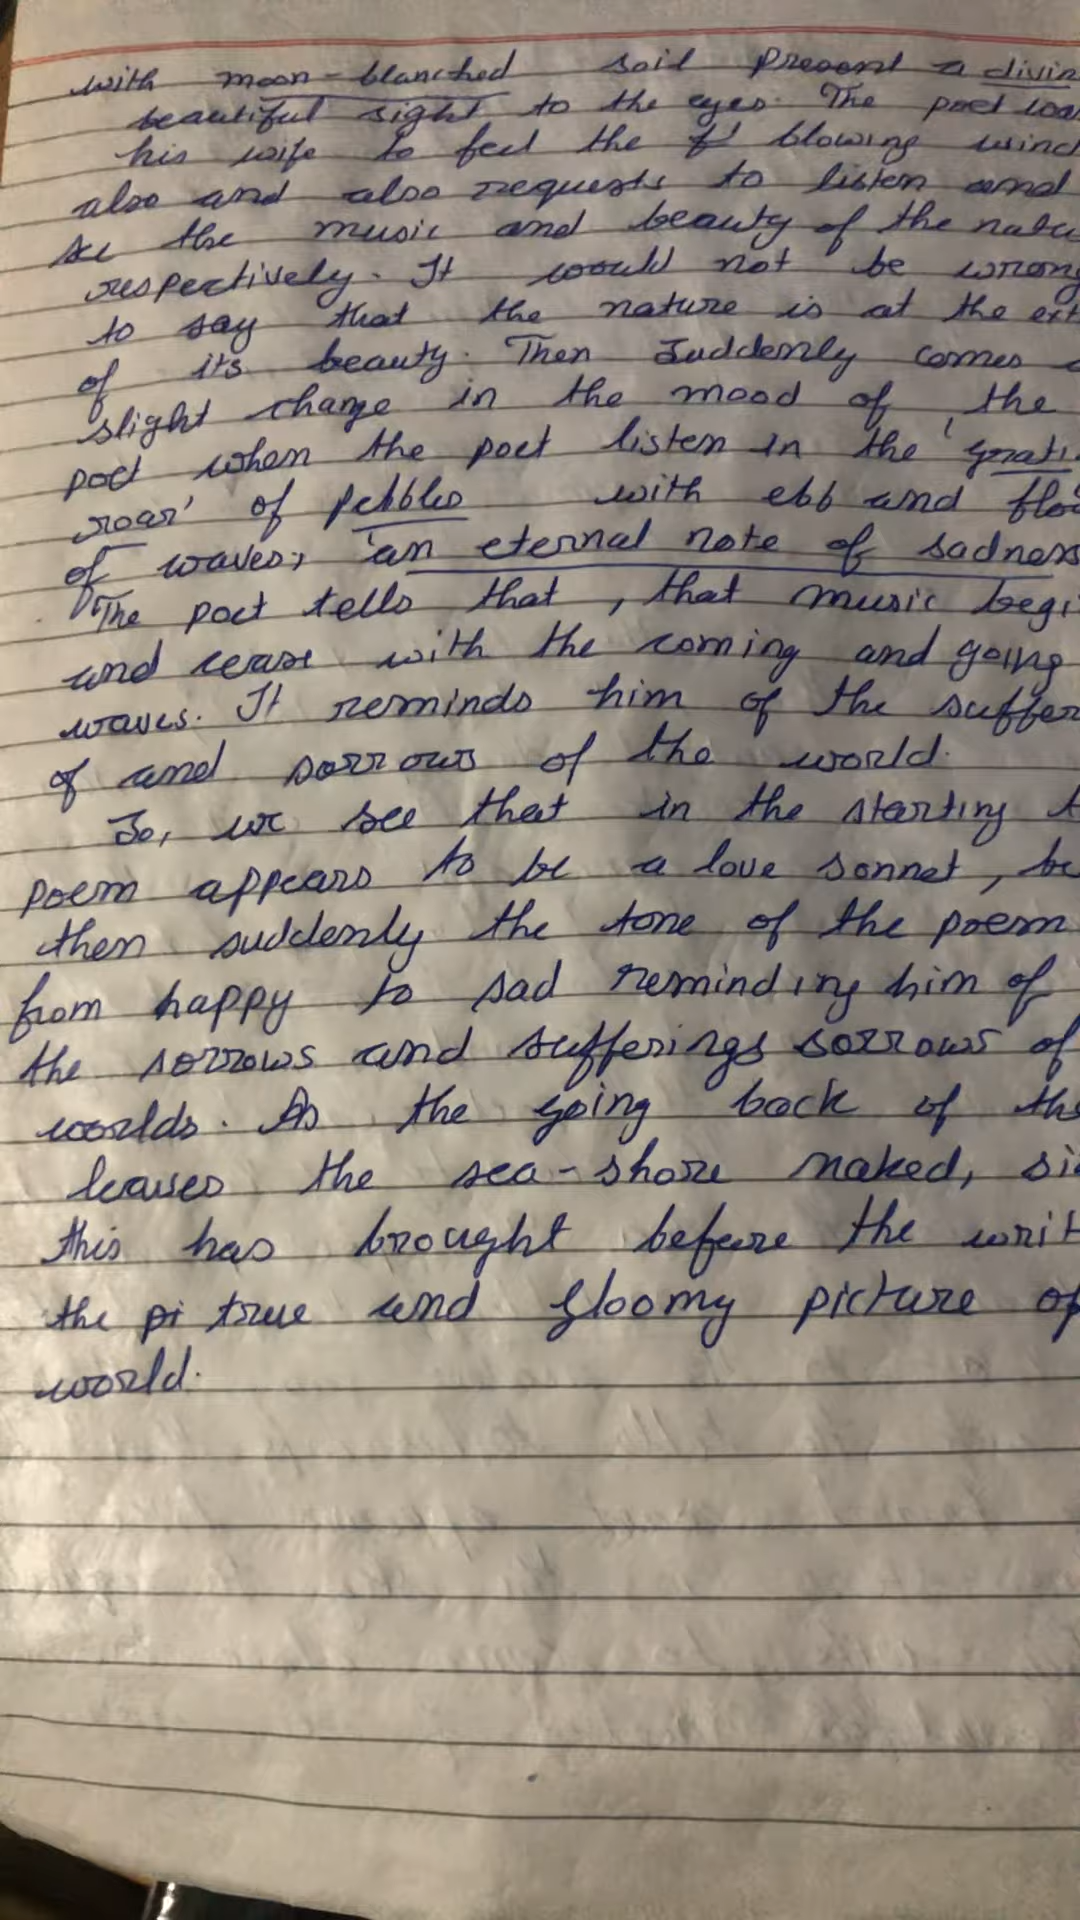 with moon-blanched soil present a divin
beautiful sight to the eyes. The poet wan
his wife to feel the blowing wind
also and also requests to listen and
see the music and beauty of the natu
respectively. It would not be wrong
to say that the nature is at the ext
of its beauty. Then Suddenly comes a
slight change in the mood of the
poet when the poet listen in the 'grati
roar' of pebbles with ebb and flow
of waves; 'an eternal note of sadness
The poet tells that, that music begi
and cease with the coming and going
waves. It reminds him of the suffer
of and sorrows of the world.
So, we see that in the starting t
poem appears to be a love sonnet, bu
then suddenly the tone of the poem
from happy to sad reminding him of
the sorrows and sufferings sorrows of
worlds. As the going back of the
leaves the sea-shore naked, si
this has brought before the writ
the pi true and gloomy picture of
world.